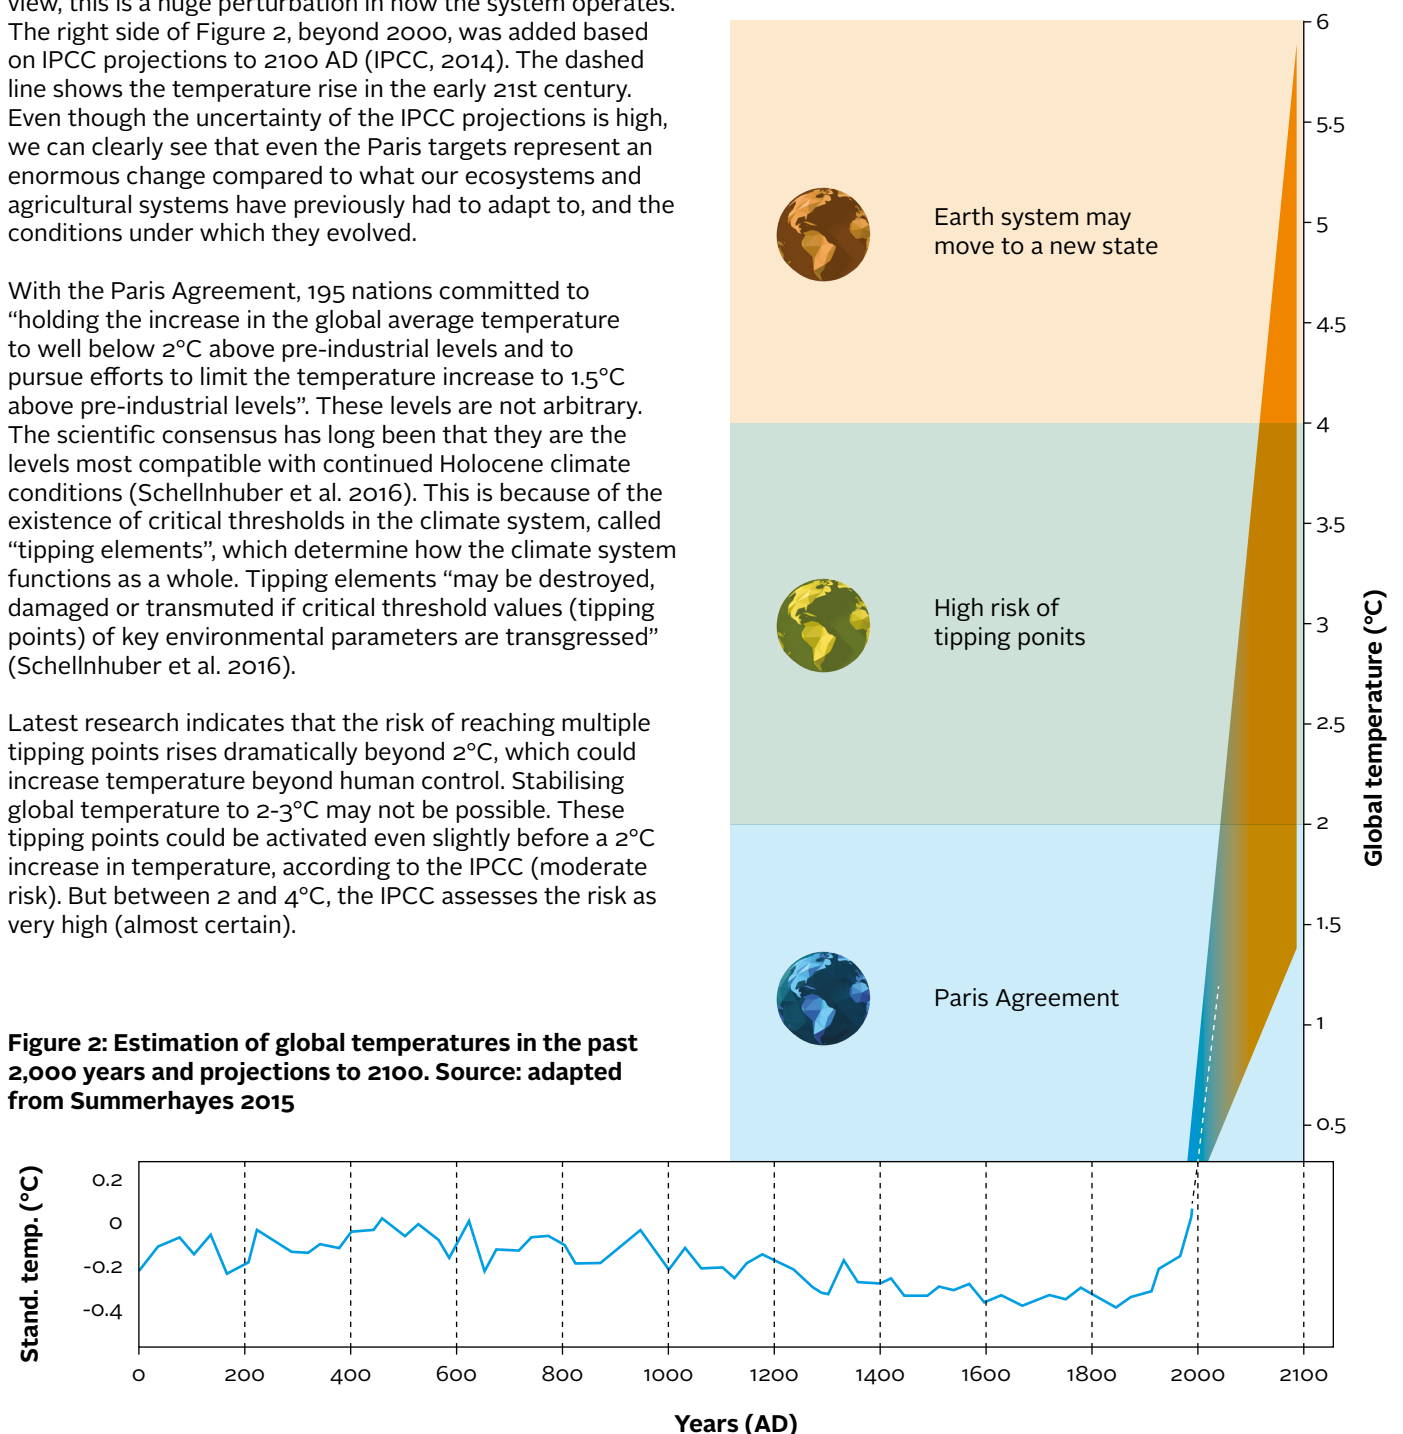 view, this is a huge perturbation in how the system operates.
The right side of Figure 2, beyond 2000, was added based
on IPCC projections to 2100 AD (IPCC, 2014). The dashed
line shows the temperature rise in the early 21st century.
Even though the uncertainty of the IPCC projections is high,
we can clearly see that even the Paris targets represent an
enormous change compared to what our ecosystems and
agricultural systems have previously had to adapt to, and the
conditions under which they evolved.
With the Paris Agreement, 195 nations committed to
“holding the increase in the global average temperature
to well below 2°C above pre-industrial levels and to
pursue efforts to limit the temperature increase to 1.5°C
above pre-industrial levels”. These levels are not arbitrary.
The scientific consensus has long been that they are the
levels most compatible with continued Holocene climate
conditions (Schellnhuber et al. 2016). This is because of the
existence of critical thresholds in the climate system, called
“tipping elements”, which determine how the climate system
functions as a whole. Tipping elements “may be destroyed,
damaged or transmuted if critical threshold values (tipping
points) of key environmental parameters are transgressed”
(Schellnhuber et al. 2016).
Latest research indicates that the risk of reaching multiple
tipping points rises dramatically beyond 2°C, which could
increase temperature beyond human control. Stabilising
global temperature to 2-3°C may not be possible. These
tipping points could be activated even slightly before a 2°C
increase in temperature, according to the IPCC (moderate
risk). But between 2 and 4°C, the IPCC assesses the risk as
very high (almost certain).
Figure 2: Estimation of global temperatures in the past
2,000 years and projections to 2100. Source: adapted
from Summerhayes 2015
Earth system may
move to a new state
High risk of
tipping ponits
Paris Agreement
6
5.5
5
4.5
4
3.5
3
2.5
2
1.5
1
0.5
Global temperature (°C)
Stand. temp. (°C)
0.2
0
-0.2
-0.4
0 200 400 600 800 1000 1200 1400 1600 1800 2000 2100
Years (AD)